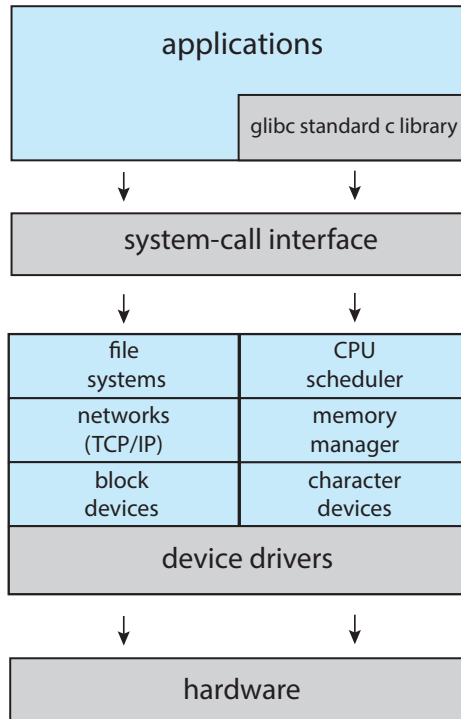 applications
glibc standard c library
system-call interface
file
systems
CPU
scheduler
networks
(TCP/IP)
memory
manager
block
devices
character
devices
device drivers
hardware